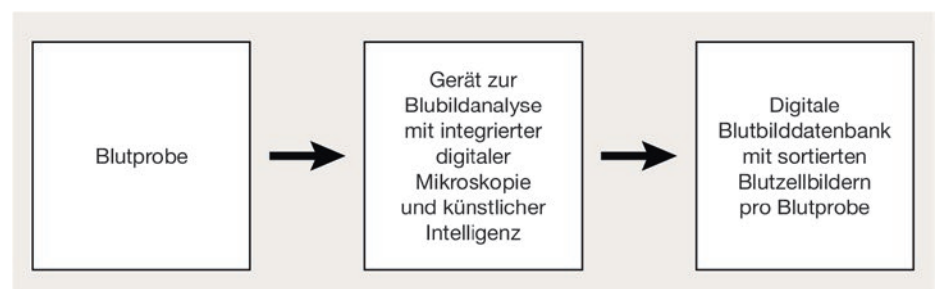 Blutprobe
Gerät zur
Blubildanalyse
mit integrierter
digitaler
Mikroskopie
und künstlicher
Intelligenz
Digitale
Blutbilddatenbank
mit sortierten
Blutzellbildern
pro Blutprobe